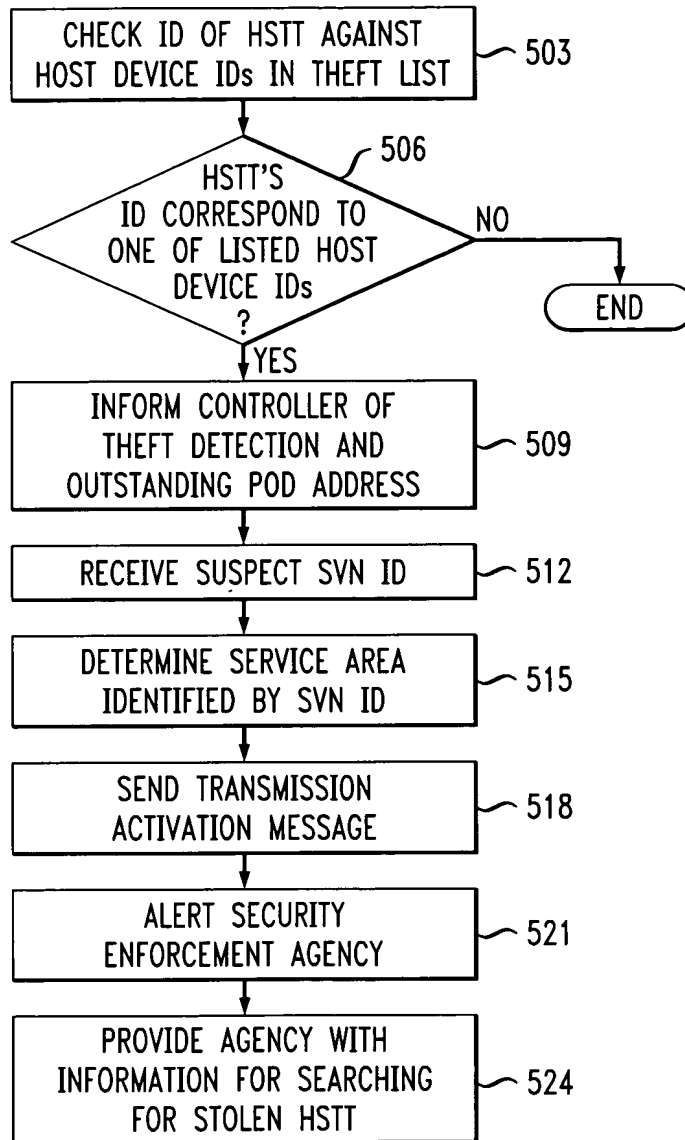 CHECK ID OF HSTT AGAINST
HOST DEVICE IDs IN THEFT LIST
503
506
HSTT'S
ID CORRESPOND TO
ONE OF LISTED HOST
DEVICE IDs
?
NO
END
YES
INFORM CONTROLLER OF
THEFT DETECTION AND
OUTSTANDING POD ADDRESS
509
RECEIVE SUSPECT SVN ID
512
DETERMINE SERVICE AREA
IDENTIFIED BY SVN ID
515
SEND TRANSMISSION
ACTIVATION MESSAGE
518
ALERT SECURITY
ENFORCEMENT AGENCY
521
PROVIDE AGENCY WITH
INFORMATION FOR SEARCHING
FOR STOLEN HSTT
524